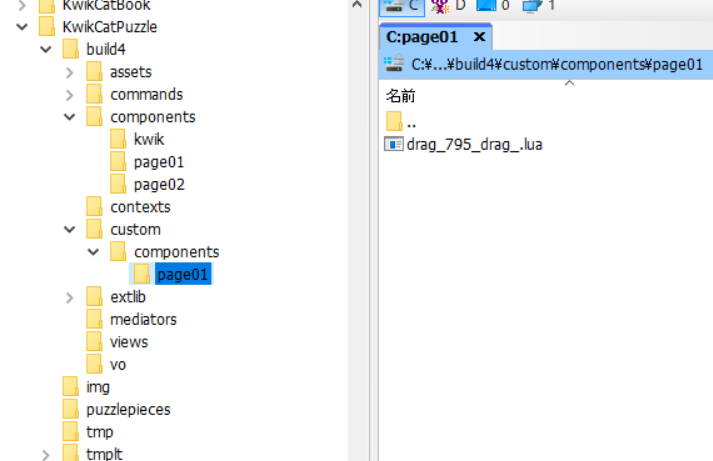 KwikCatBook
KwikCatPuzzle
build4
assets
commands
components
kwik
page01
page02
contexts
custom
components
page01
extlib
mediators
views
vo
img
puzzlepieces
tmp
tmplt
C D 0 1
C:page01 ×
C:¥...¥build4¥custom¥components¥page01
名前
..
drag_795_drag_.lua